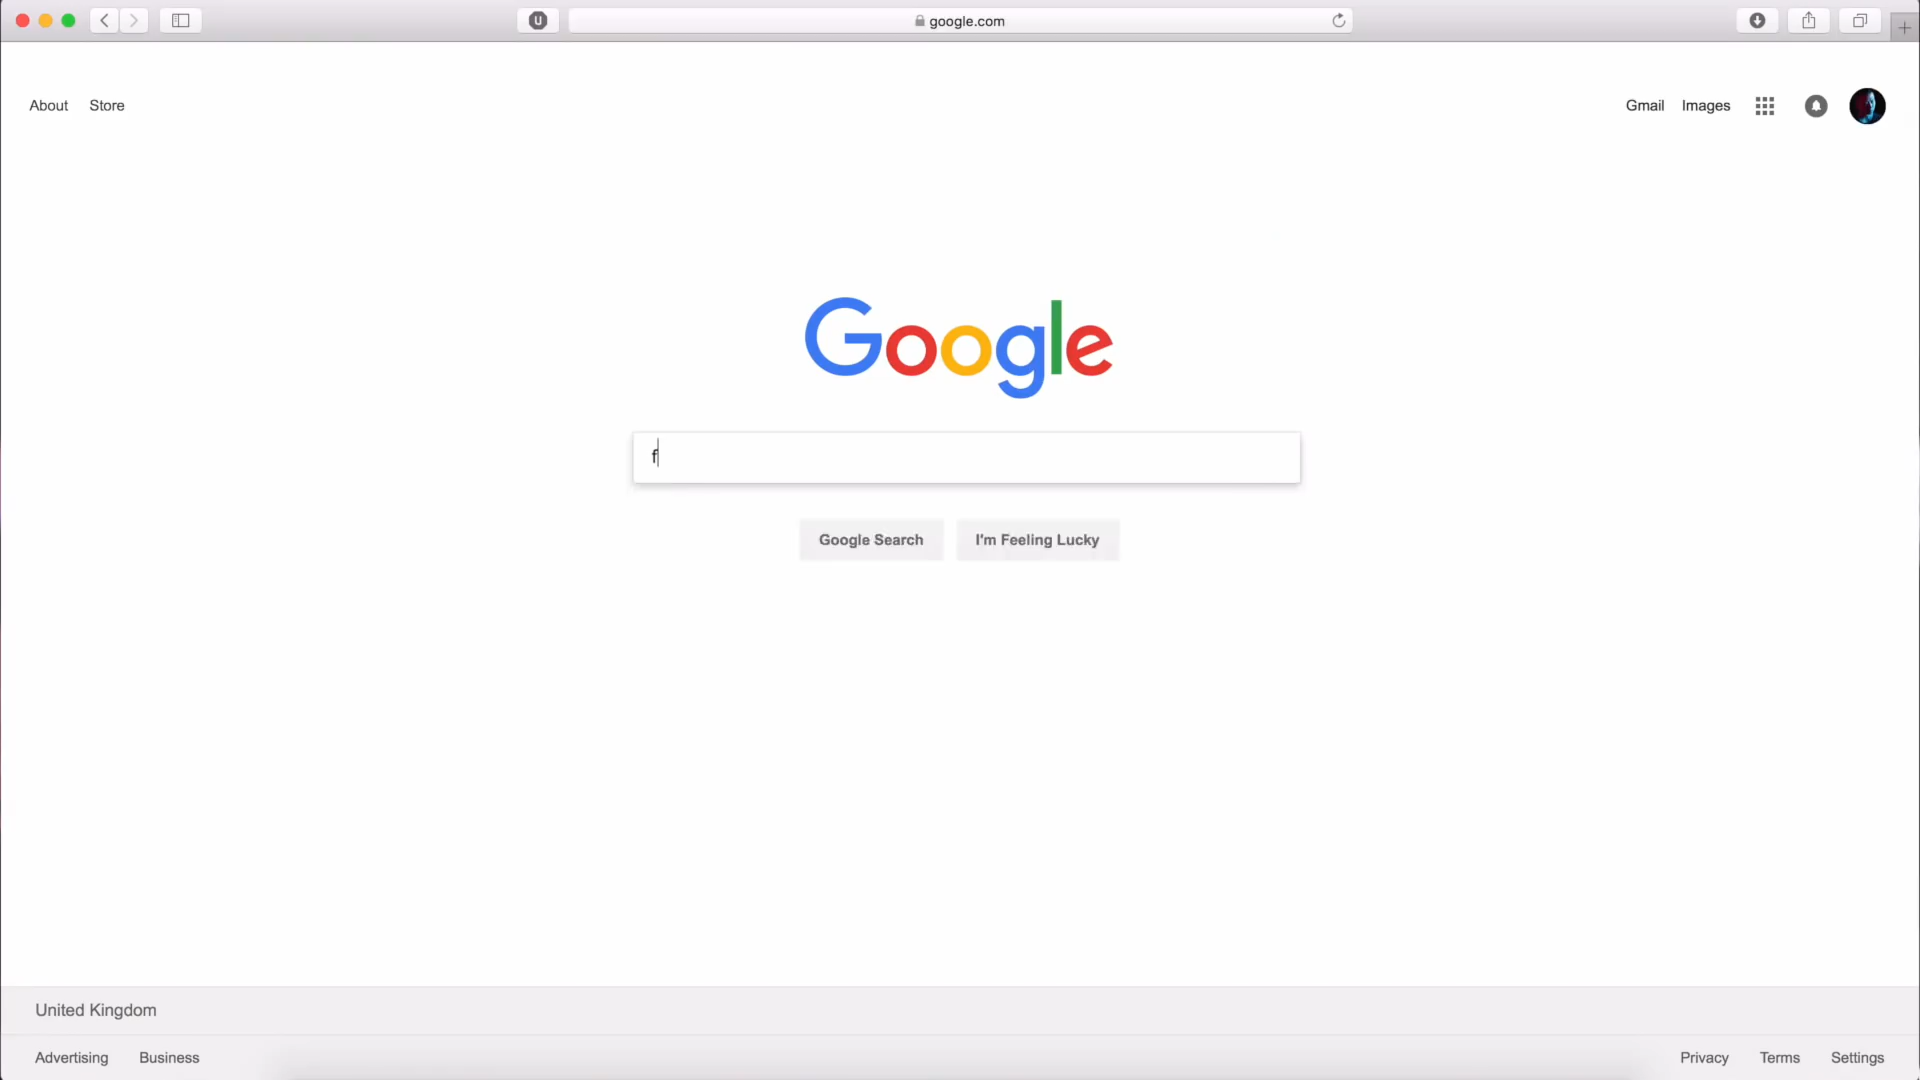 U
google.com
About Store
Gmail Images
Google
f
Google Search I'm Feeling Lucky
United Kingdom
Advertising Business
Privacy Terms Settings